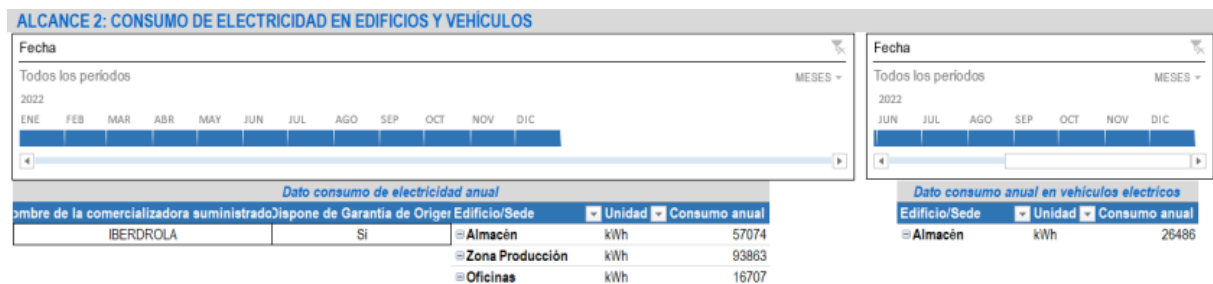 ALCANCE 2: CONSUMO DE ELECTRICIDAD EN EDIFICIOS Y VEHÍCULOS
Fecha
Todos los períodos
MESES
2022
ENE FEB MAR ABR MAY JUN JUL AGO SEP OCT NOV DIC
Fecha
Todos los períodos
MESES
2022
JUN JUL AGO SEP OCT NOV DIC
Dato consumo de electricidad anual
ombre de la comercializadora suministrado Dispone de Garantía de Origen Edificio/Sede Unidad Consumo anual
IBERDROLA Sí Almacén kWh 57074
Zona Producción kWh 93863
Oficinas kWh 16707
Dato consumo anual en vehículos electrícos
Edificio/Sede Unidad Consumo anual
Almacén kWh 26486